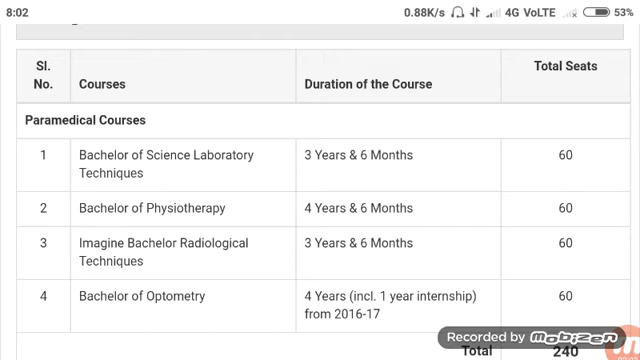 8:02 0.88K/s 4G VoLTE 53%
Sl. No. Courses Duration of the Course Total Seats
Paramedical Courses
1 Bachelor of Science Laboratory Techniques 3 Years & 6 Months 60
2 Bachelor of Physiotherapy 4 Years & 6 Months 60
3 Imagine Bachelor Radiological Techniques 3 Years & 6 Months 60
4 Bachelor of Optometry 4 Years (incl. 1 year internship) from 2016-17 60
Total 240
Recorded by Mobizen